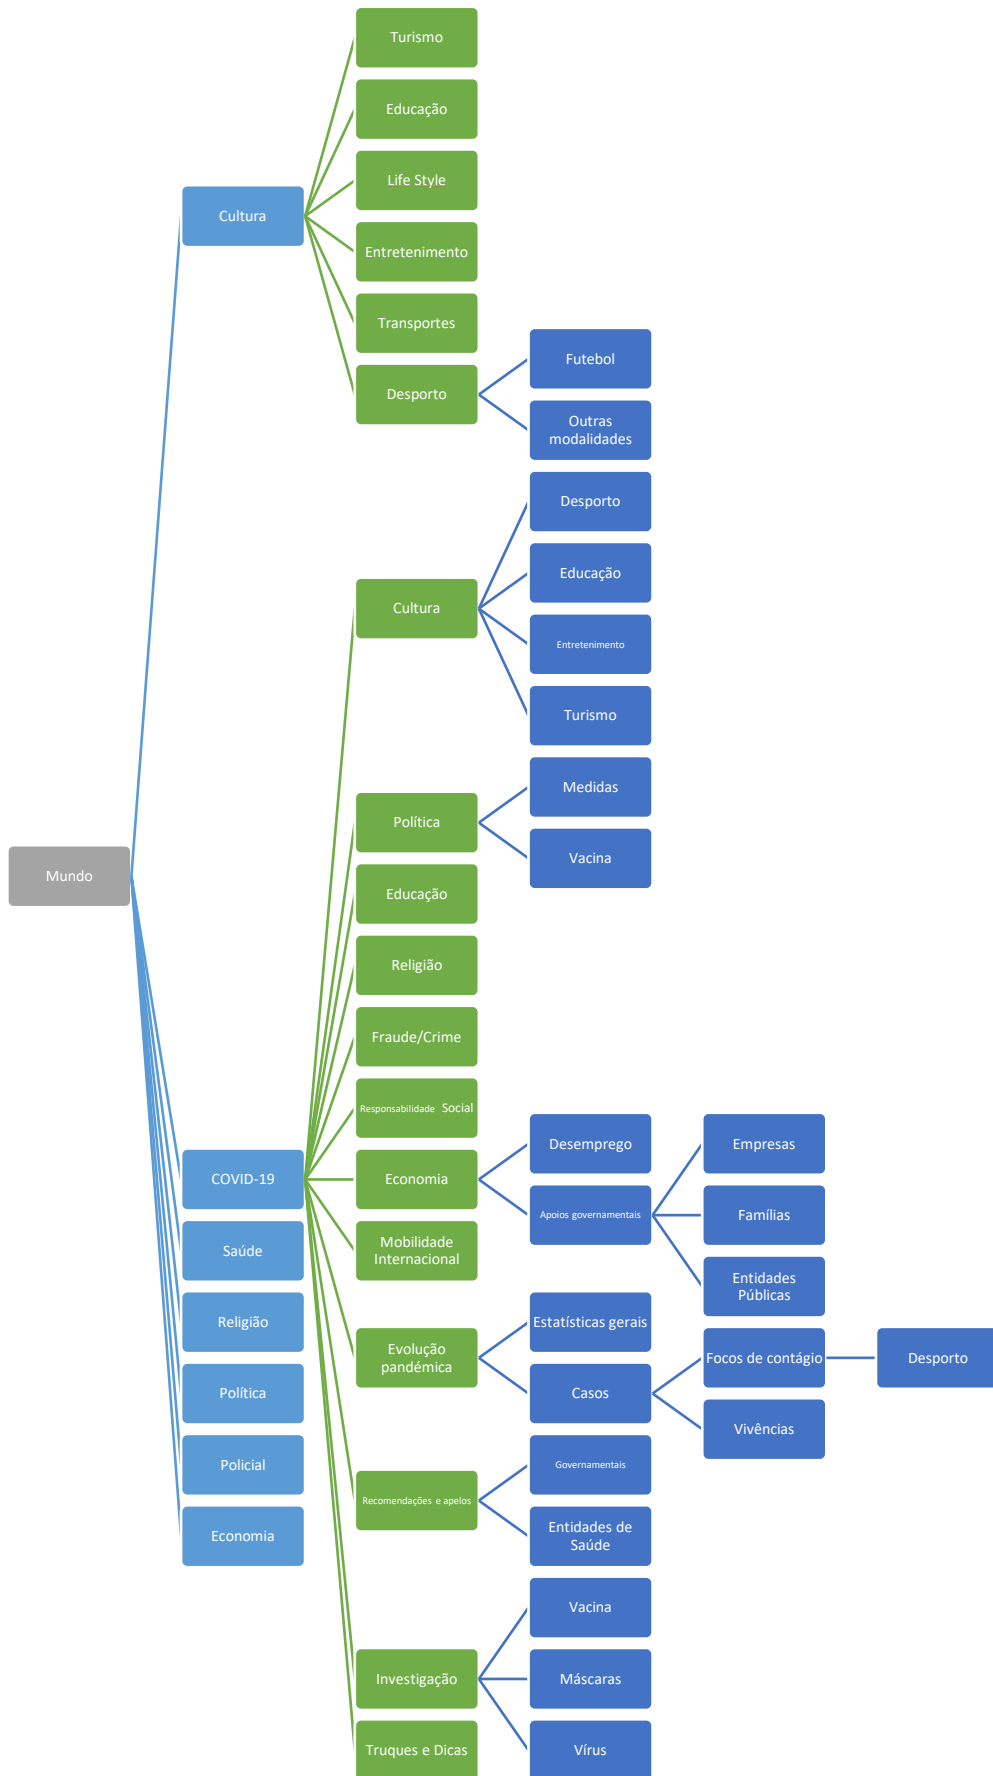 Turismo
Educação
Life Style
Cultura
Entretenimento
Transportes
Desporto
Futebol
Outras
modalidades
Desporto
Educação
Cultura
Entretenimento
Turismo
Medidas
Política
Vacina
Mundo
Educação
Religião
Fraude/Crime
Responsabilidade Social
Desemprego
Empresas
COVID-19
Economia
Apoios governamentais
Famílias
Saúde
Mobilidade
Internacional
Entidades
Públicas
Religião
Estatísticas gerais
Evolução
pandémica
Focos de contágio
Desporto
Política
Casos
Vivências
Policial
Governamentais
Recomendações e apelos
Economia
Entidades de
Saúde
Vacina
Investigação
Máscaras
Truques e Dicas
Vírus